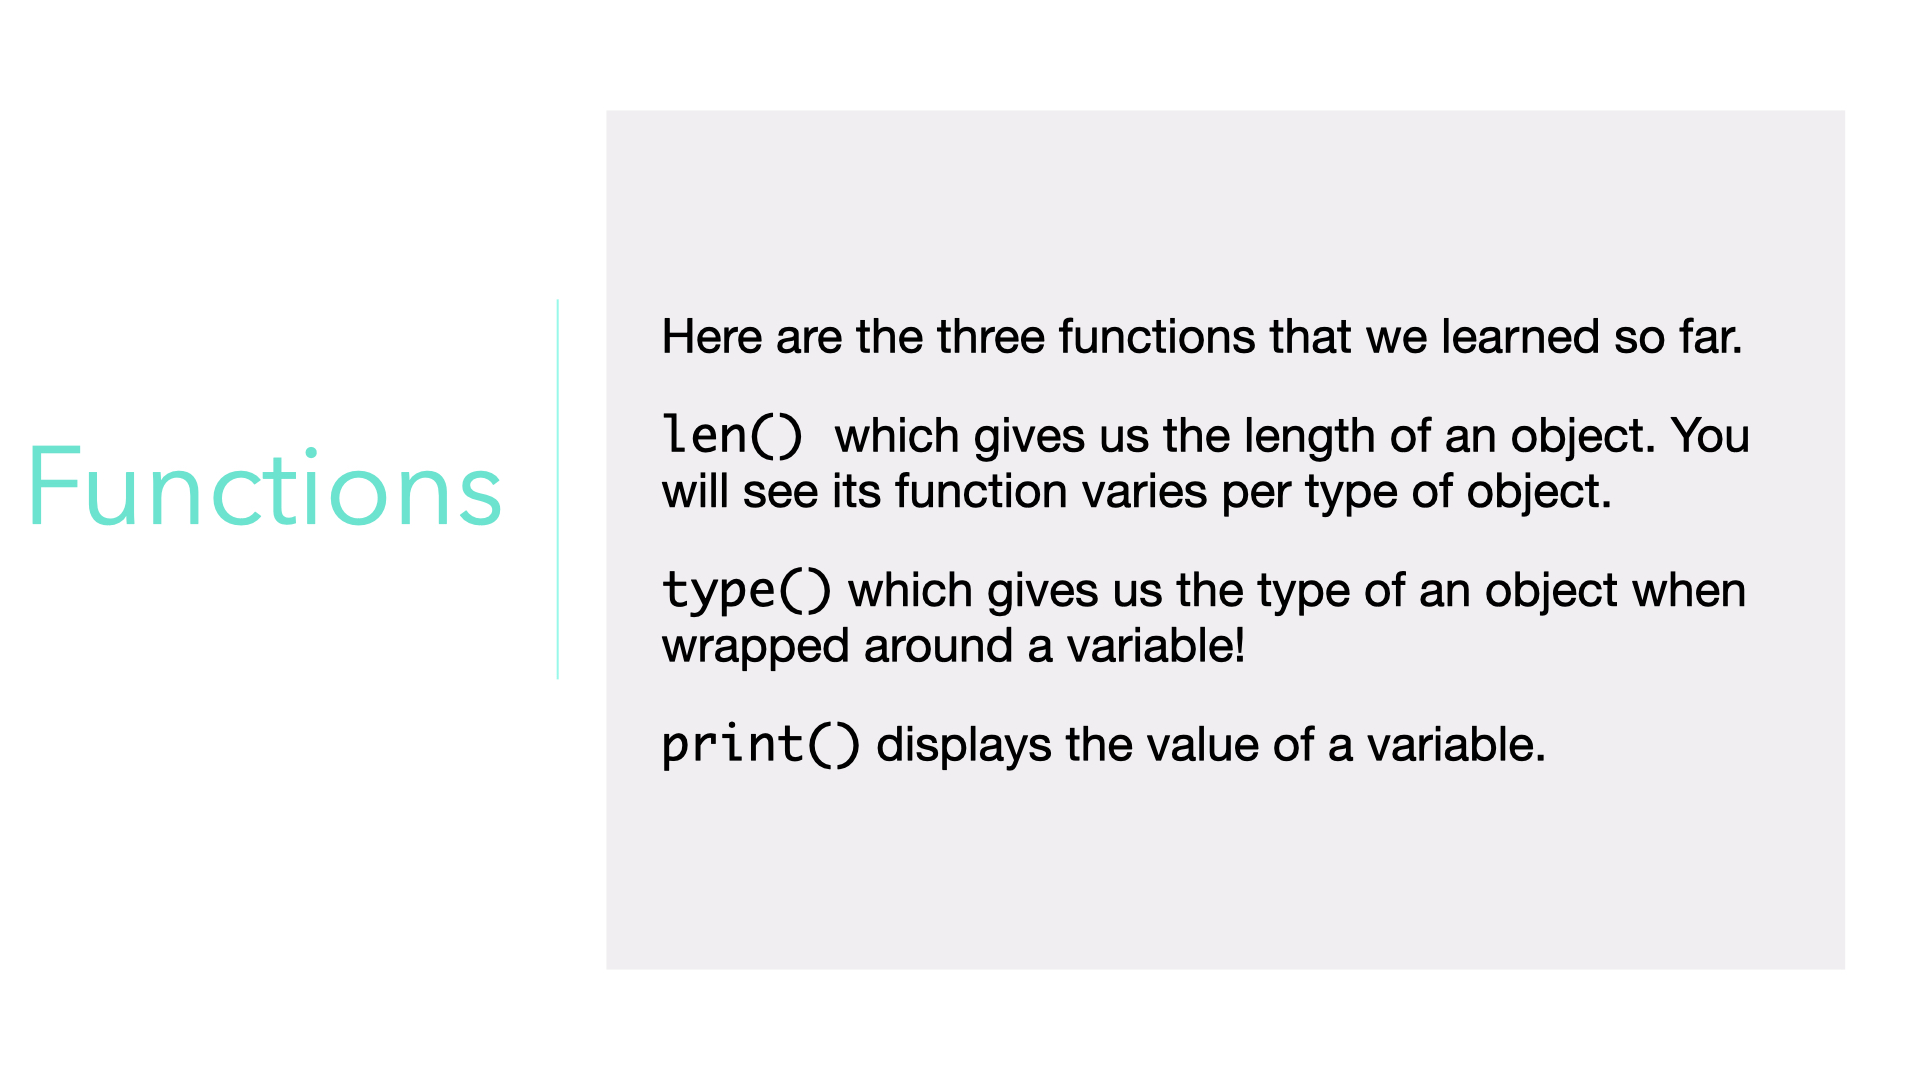 Functions
Here are the three functions that we learned so far.
len() which gives us the length of an object. You
will see its function varies per type of object.
type() which gives us the type of an object when
wrapped around a variable!
print() displays the value of a variable.